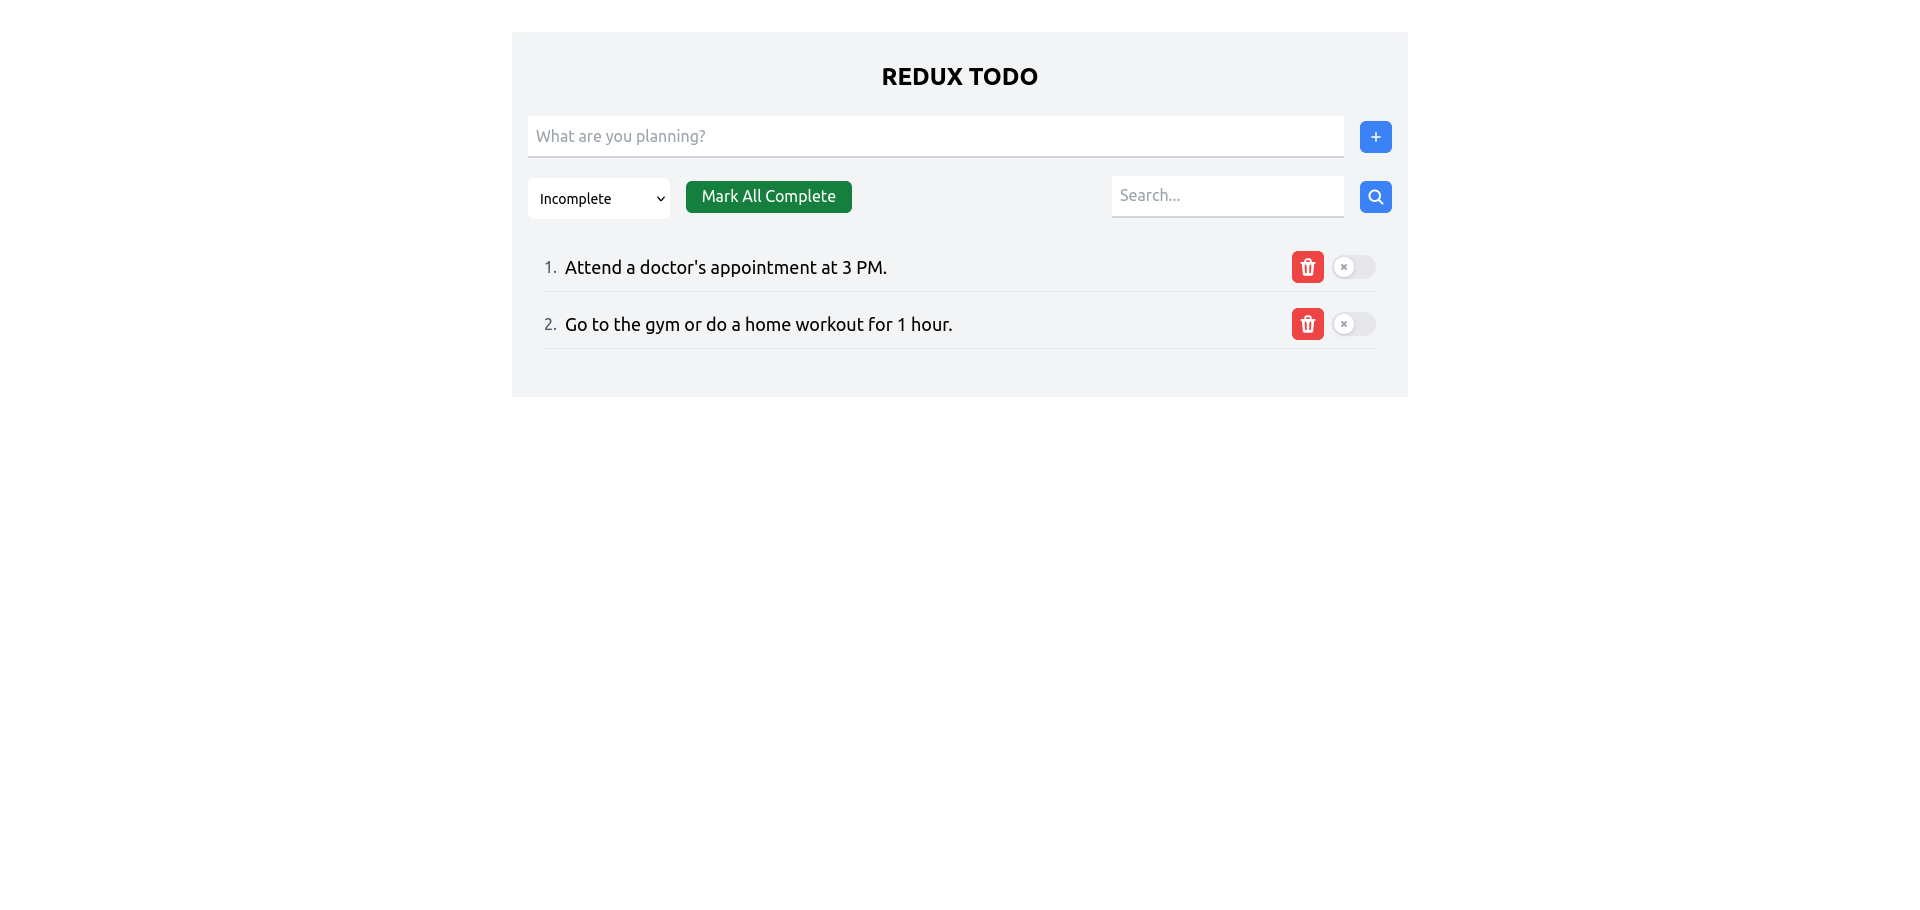 REDUX TODO
What are you planning?
+
Incomplete
Mark All Complete
Search...
1. Attend a doctor's appointment at 3 PM.
2. Go to the gym or do a home workout for 1 hour.